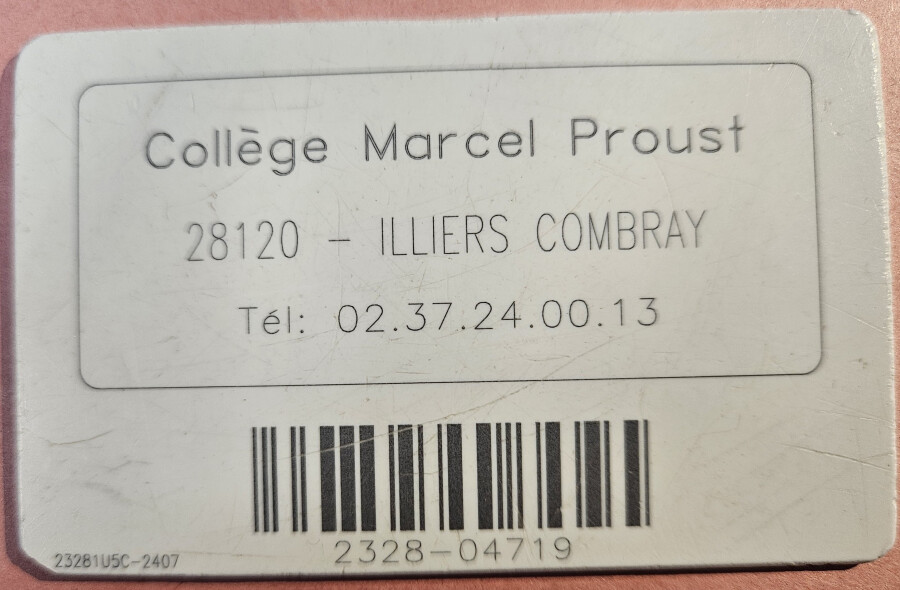 Collège Marcel Proust
28120 - ILLIERS COMBRAY
Tél: 02.37.24.00.13
2328-04719
23281U5C-2407